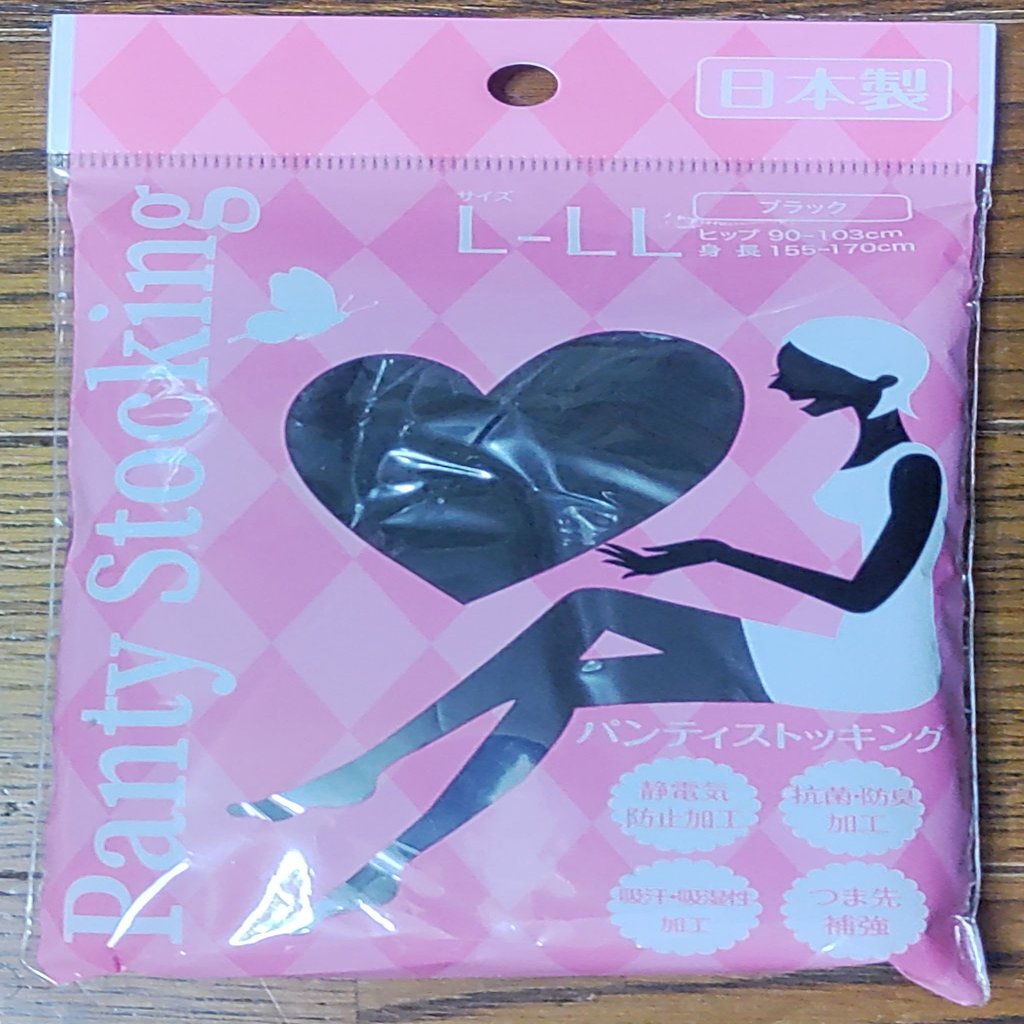 日本製
サイズ
L-LL
ブラック
ヒップ 90-103cm
身長 155-170cm
Panty Stocking
パンティストッキング
静電気
防止加工
抗菌・防臭
加工
吸汗・吸湿性
加工
つま先
補強